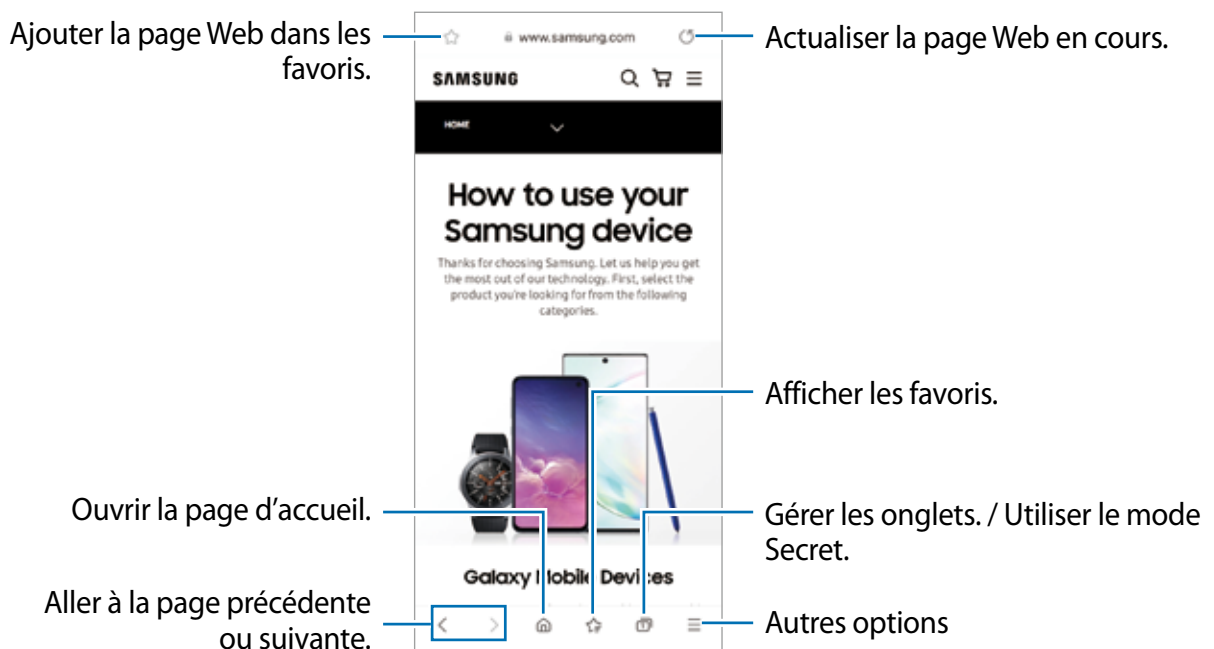 Ajouter la page Web dans les
favoris.
www.samsung.com
Actualiser la page Web en cours.
SAMSUNG
HOME
How to use your
Samsung device
Thanks for choosing Samsung. Let us help you get
the most out of our technology. First, select the
product you're looking for from the following
categories.
Afficher les favoris.
Ouvrir la page d'accueil.
Gérer les onglets. / Utiliser le mode
Secret.
Galaxy Mobile Devices
Aller à la page précédente
ou suivante.
1
Autres options